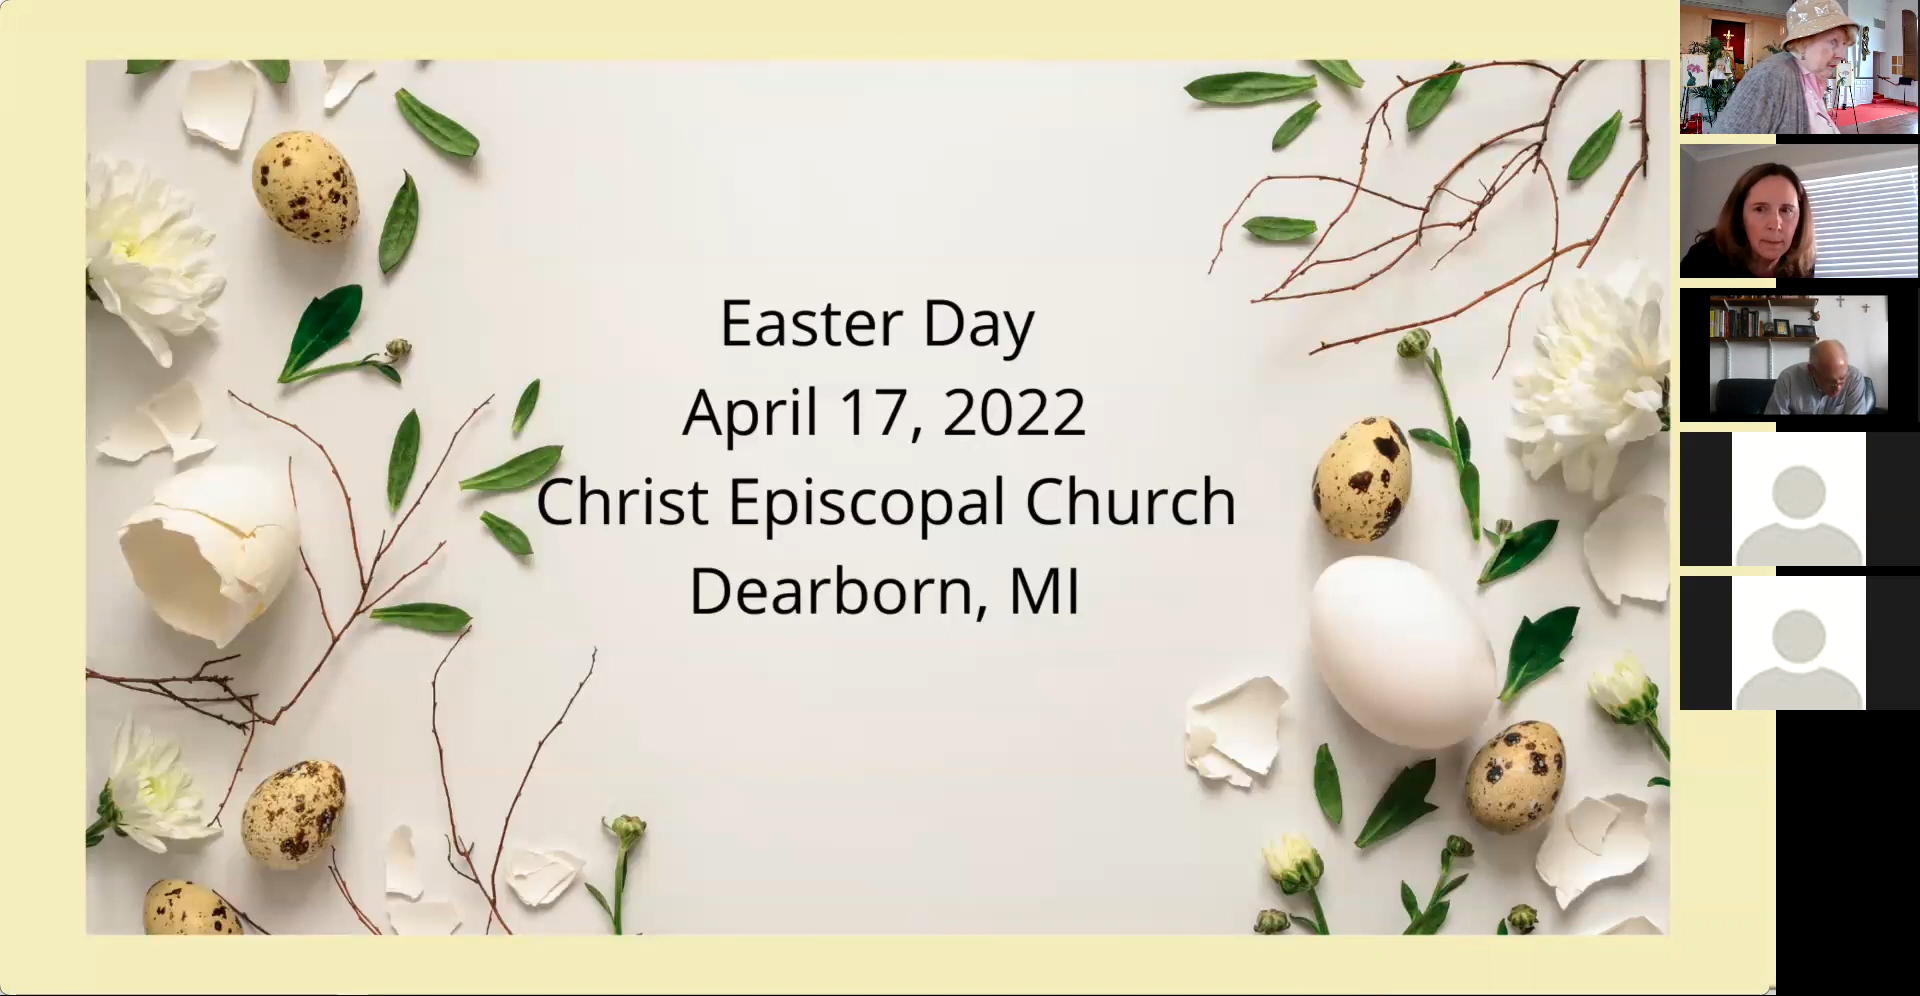 Easter Day
April 17, 2022
Christ Episcopal Church
Dearborn, MI